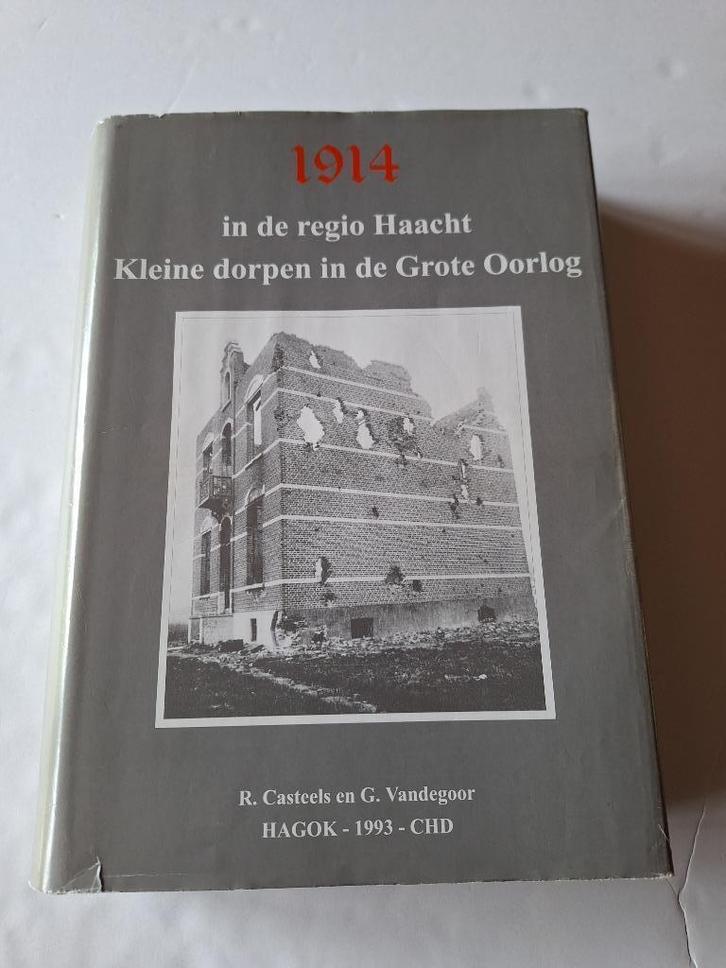 1914
in de regio Haacht
Kleine dorpen in de Grote Oorlog
R. Casteels en G. Vandegoor
HAGOK - 1993 - CHD